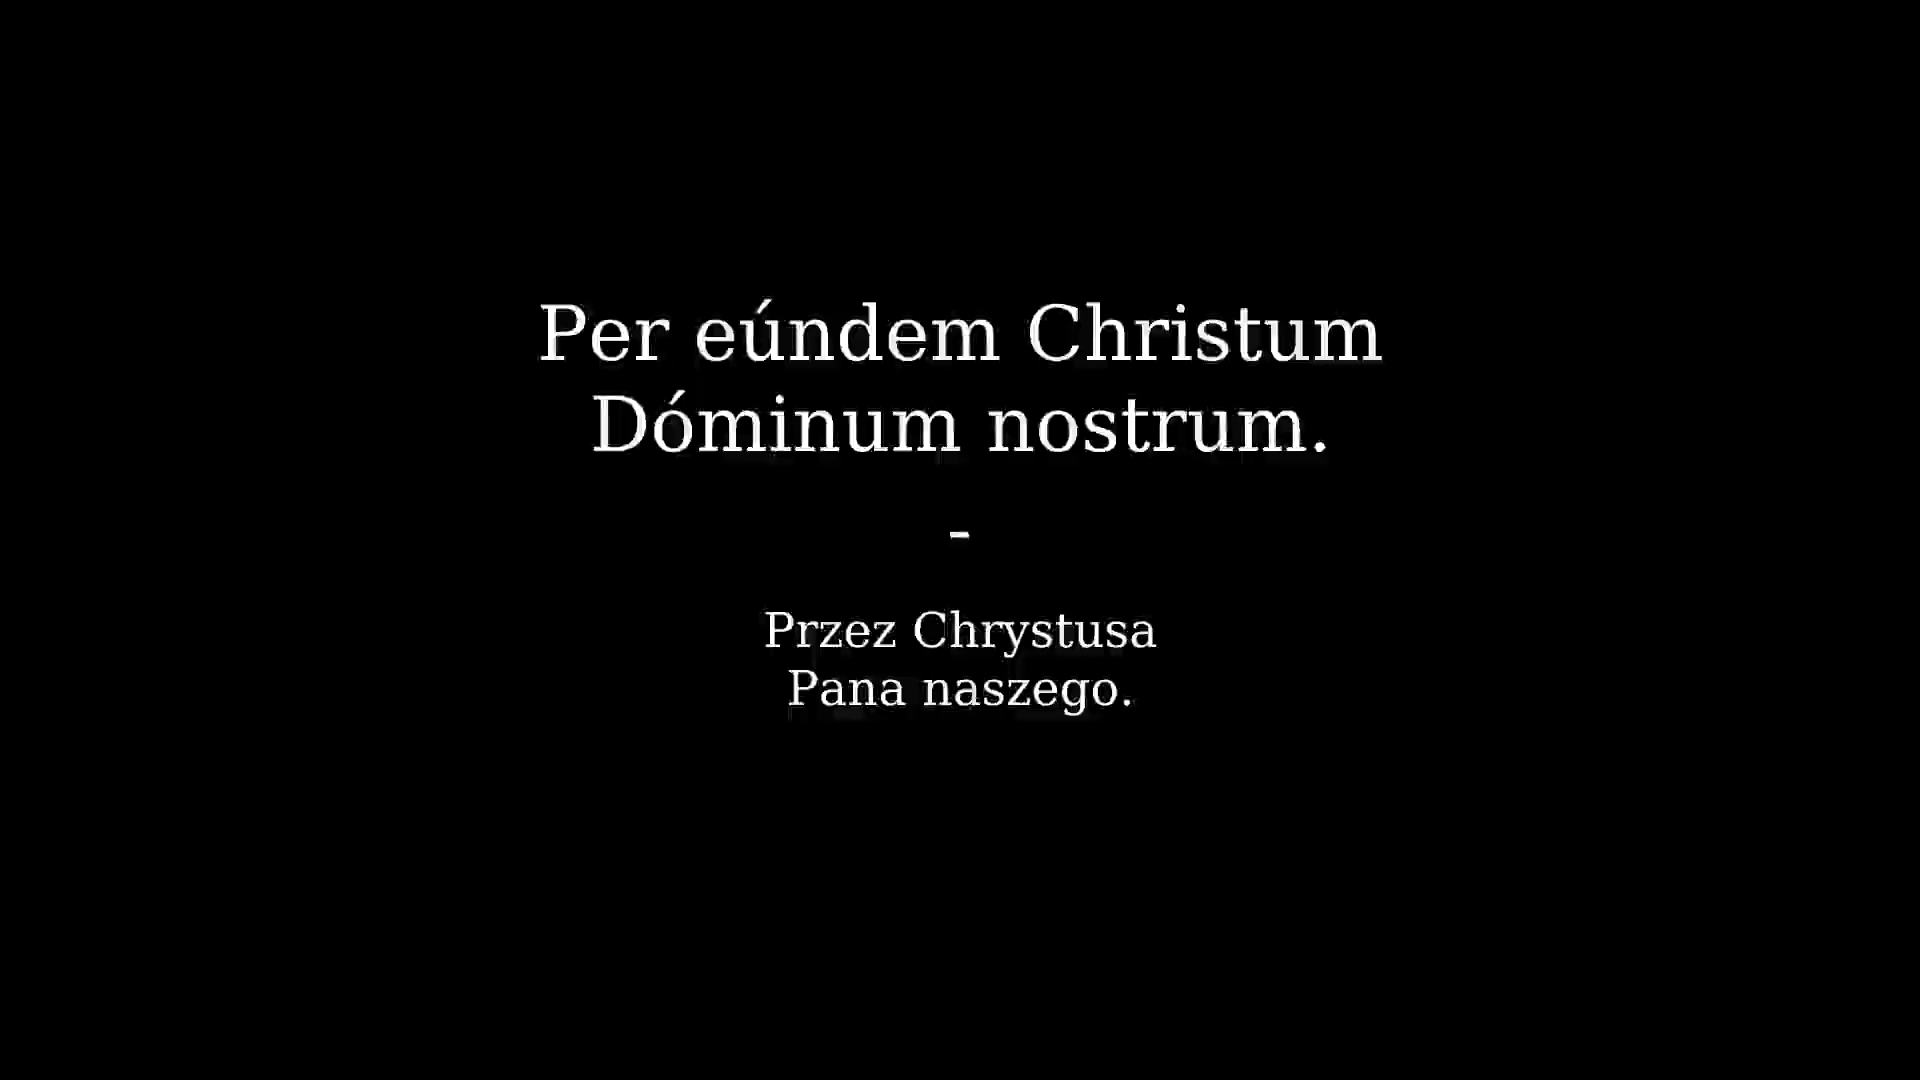 Per eúndem Christum
Dóminum nostrum.
-
Przez Chrystusa
Pana naszego.